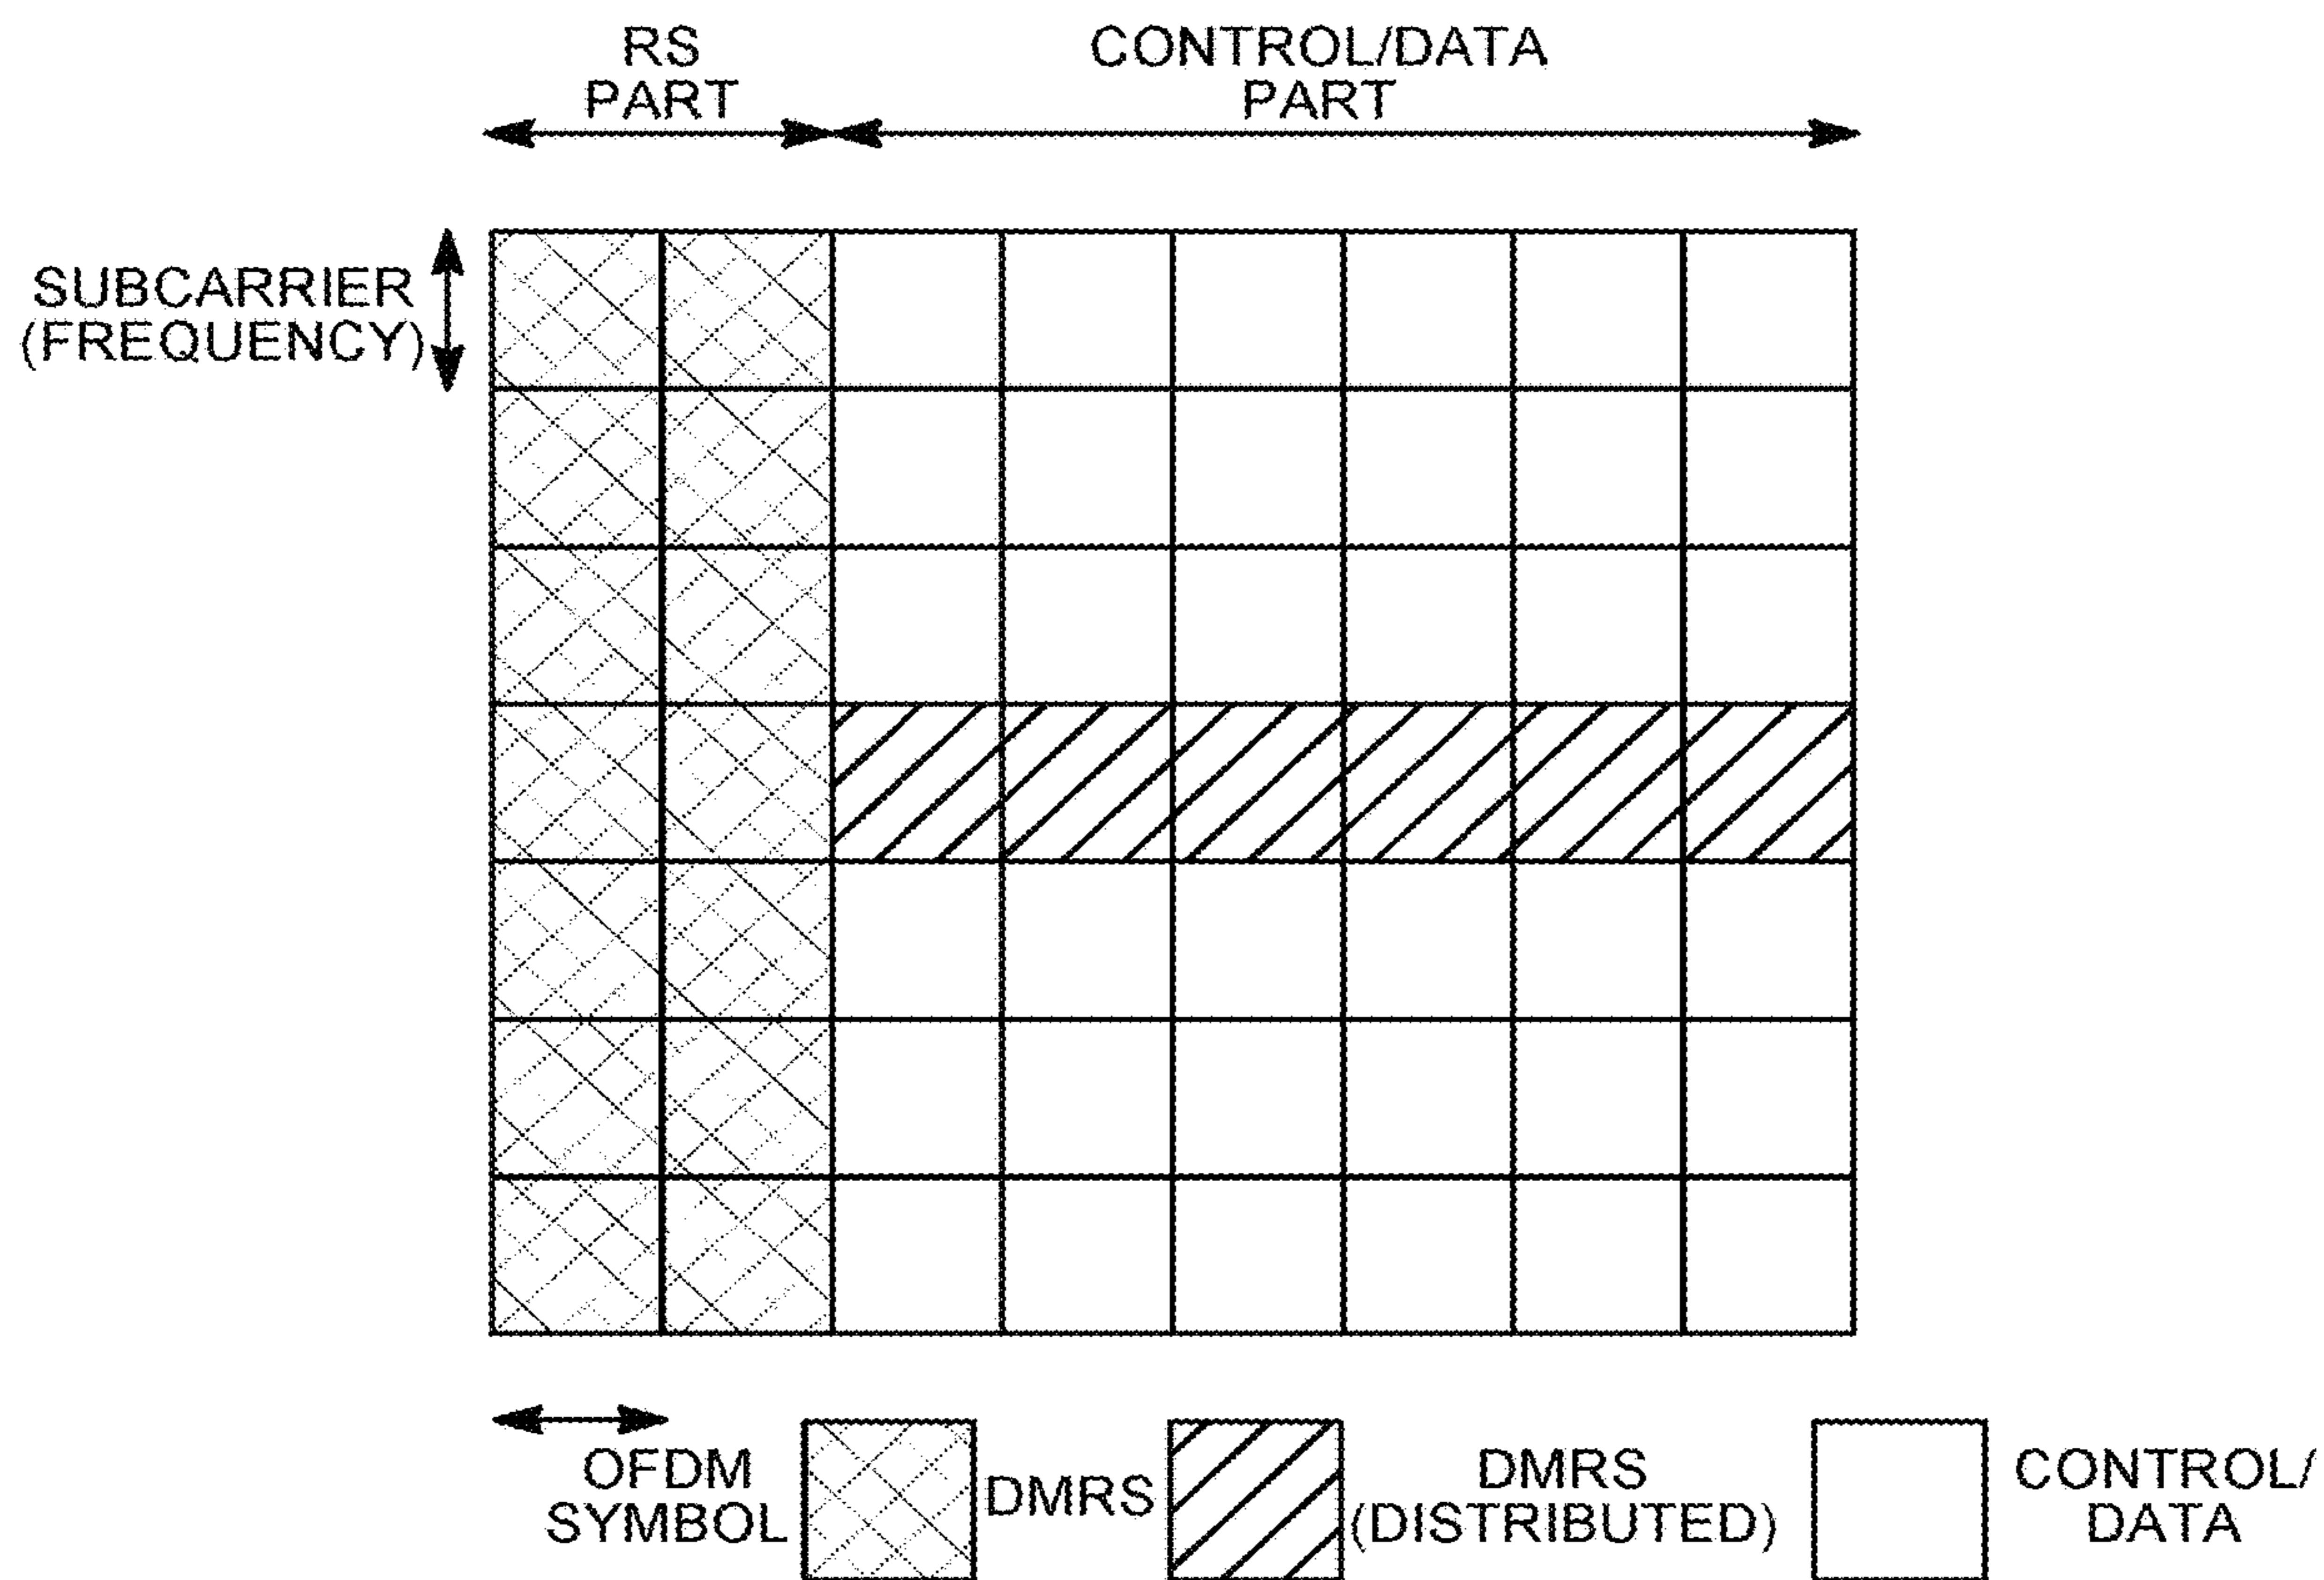 RS
PART
CONTROL/DATA
PART
SUBCARRIER
(FREQUENCY)
OFDM
SYMBOL
DMRS
DMRS
(DISTRIBUTED)
CONTROL/
DATA